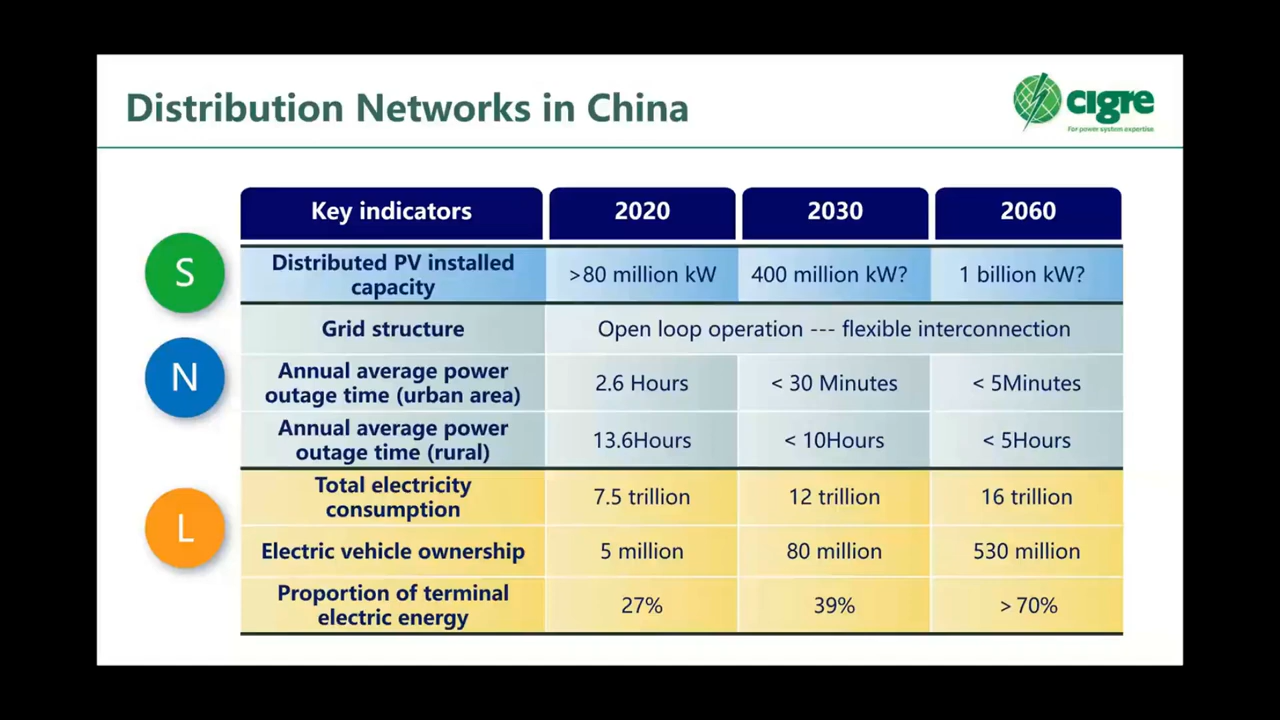 Distribution Networks in China
cigre
For power system expertise
Key indicators
2020
2030
2060
S
Distributed PV installed
capacity
>80 million kW
400 million kW?
1 billion kW?
Grid structure
Open loop operation --- flexible interconnection
N
Annual average power
outage time (urban area)
2.6 Hours
< 30 Minutes
< 5Minutes
Annual average power
outage time (rural)
13.6Hours
< 10Hours
< 5Hours
L
Total electricity
consumption
7.5 trillion
12 trillion
16 trillion
Electric vehicle ownership
5 million
80 million
530 million
Proportion of terminal
electric energy
27%
39%
> 70%